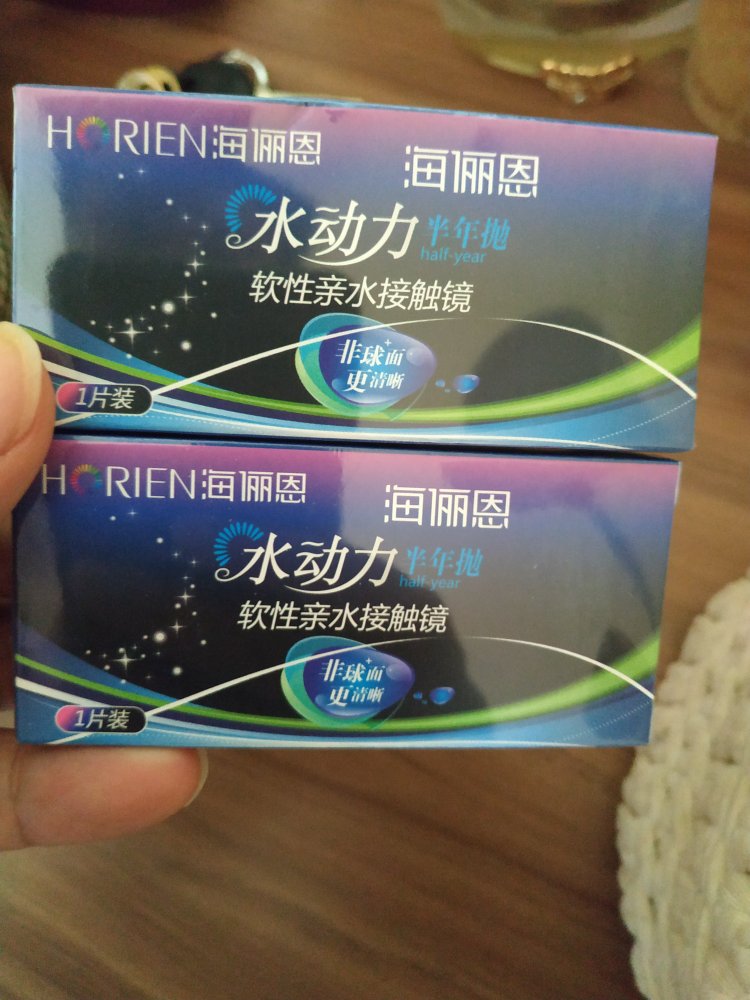 HORIEN海俪恩 海俪恩
水动力 半年抛
half-year
软性亲水接触镜
非球面
更清晰
1片装
HORIEN海俪恩 海俪恩
水动力 半年抛
half-year
软性亲水接触镜
非球面
更清晰
1片装